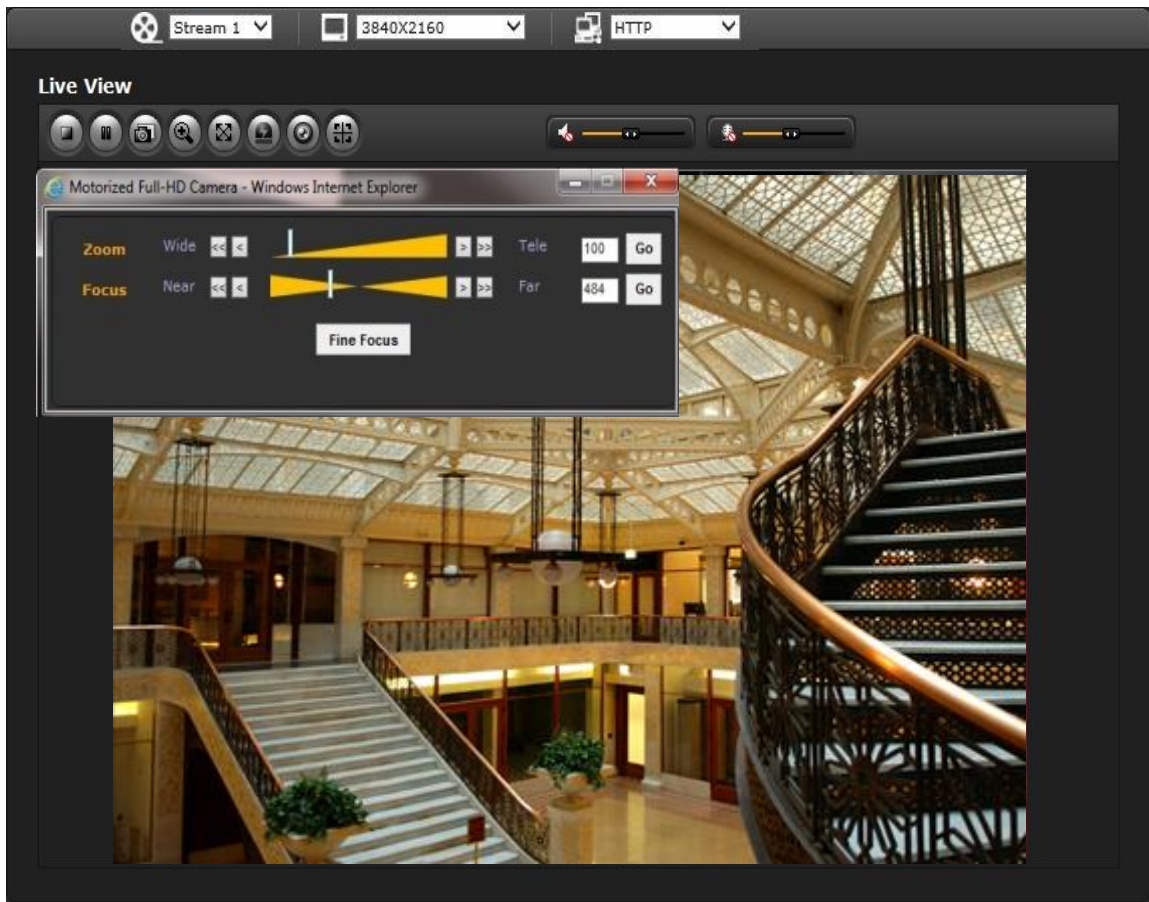 Stream 1 3840X2160 HTTP
Live View
Motorized Full-HD Camera - Windows Internet Explorer
Zoom Wide << < > >> Tele 100 Go
Focus Near << < > >> Far 484 Go
Fine Focus